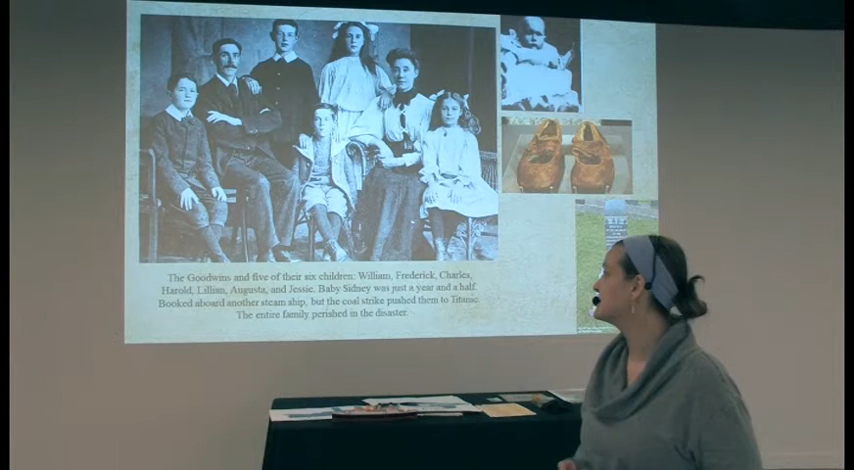 The Goodwins and five of their six children: William, Frederick, Charles,
Harold, Lillian, Augusta, and Jessie. Baby Sidney was just a year and a half.
Booked aboard another steam ship, but the coal strike pushed them to Titanic.
The entire family perished in the disaster.